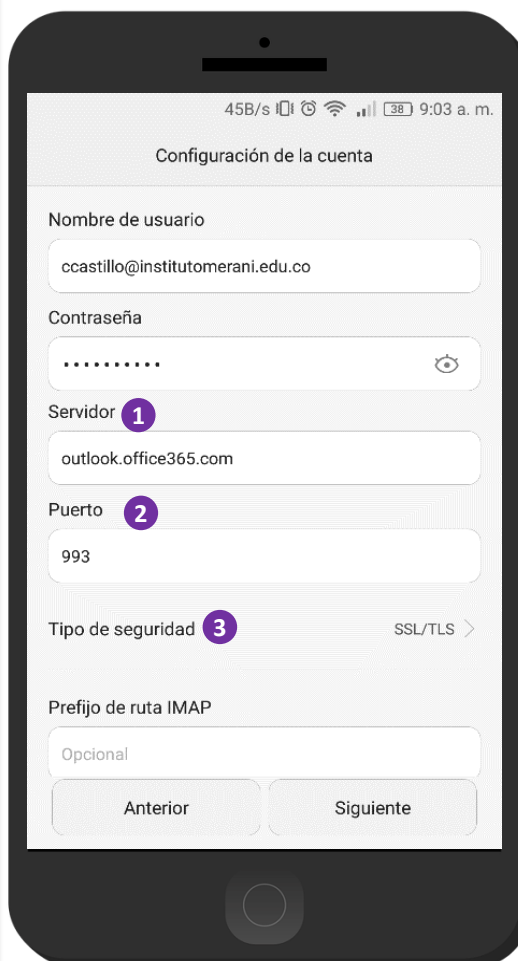 45B/s 38 9:03 a. m.
Configuración de la cuenta
Nombre de usuario
ccastillo@institutomerani.edu.co
Contraseña
••••••••••
Servidor 1
outlook.office365.com
Puerto 2
993
Tipo de seguridad 3 SSL/TLS
Prefijo de ruta IMAP
Opcional
Anterior Siguiente